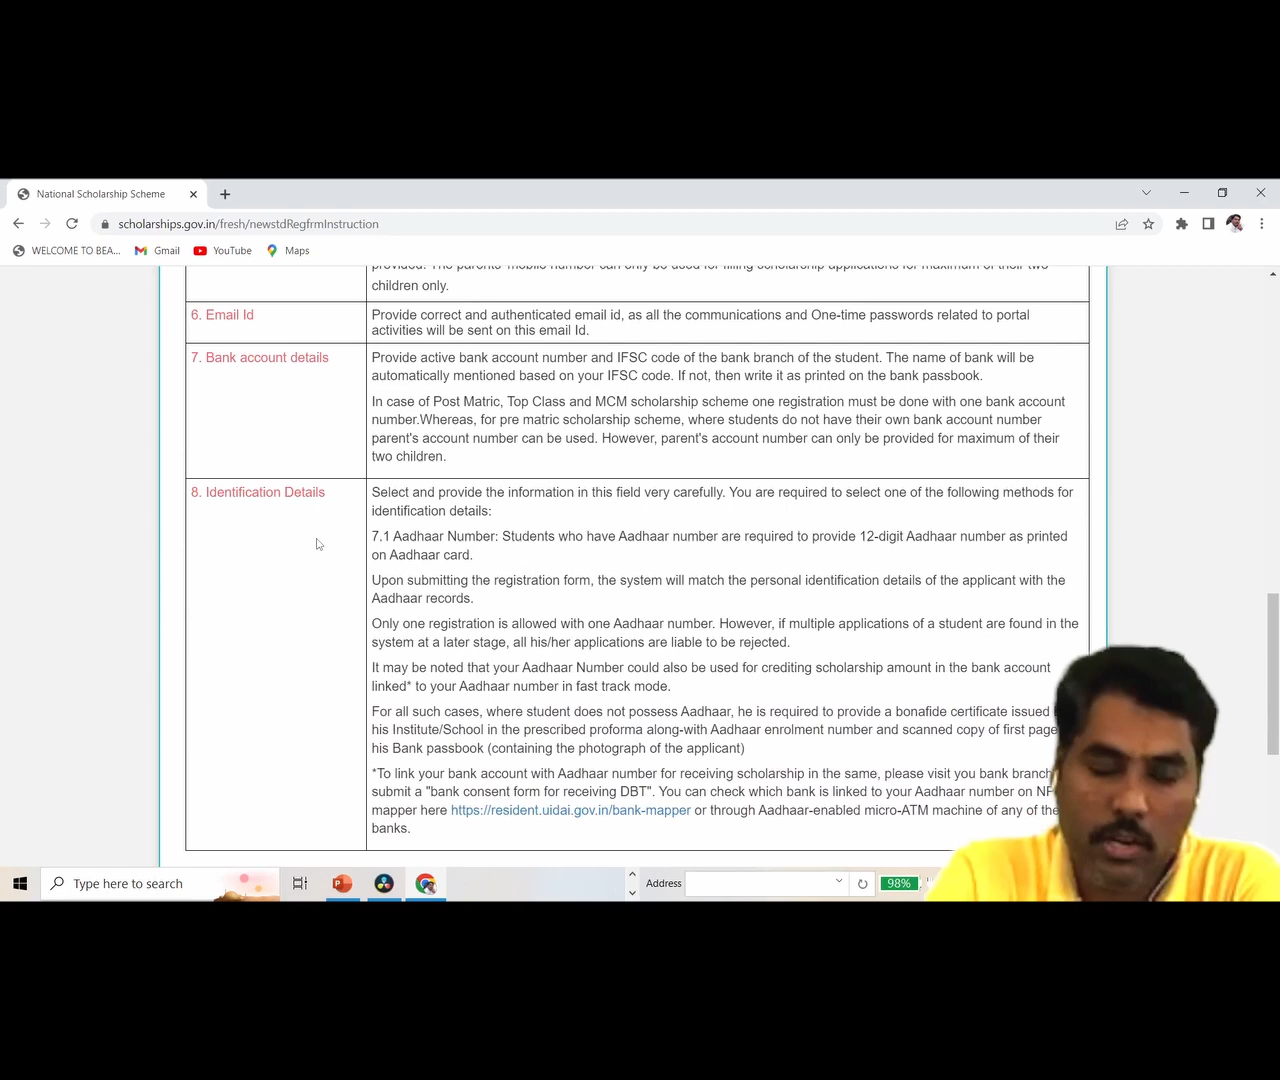 National Scholarship Scheme
scholarships.gov.in/fresh/newstdRegfrmInstruction
WELCOME TO BEA... Gmail YouTube Maps
provided. The parents' mobile number can only be used for filling scholarship applications for maximum of their two
children only.
6. Email Id
Provide correct and authenticated email id, as all the communications and One-time passwords related to portal
activities will be sent on this email Id.
7. Bank account details
Provide active bank account number and IFSC code of the bank branch of the student. The name of bank will be
automatically mentioned based on your IFSC code. If not, then write it as printed on the bank passbook.
In case of Post Matric, Top Class and MCM scholarship scheme one registration must be done with one bank account
number.Whereas, for pre matric scholarship scheme, where students do not have their own bank account number
parent's account number can be used. However, parent's account number can only be provided for maximum of their
two children.
8. Identification Details
Select and provide the information in this field very carefully. You are required to select one of the following methods for
identification details:
7.1 Aadhaar Number: Students who have Aadhaar number are required to provide 12-digit Aadhaar number as printed
on Aadhaar card.
Upon submitting the registration form, the system will match the personal identification details of the applicant with the
Aadhaar records.
Only one registration is allowed with one Aadhaar number. However, if multiple applications of a student are found in the
system at a later stage, all his/her applications are liable to be rejected.
It may be noted that your Aadhaar Number could also be used for crediting scholarship amount in the bank account
linked* to your Aadhaar number in fast track mode.
For all such cases, where student does not possess Aadhaar, he is required to provide a bonafide certificate issued
his Institute/School in the prescribed proforma along-with Aadhaar enrolment number and scanned copy of first page
his Bank passbook (containing the photograph of the applicant)
*To link your bank account with Aadhaar number for receiving scholarship in the same, please visit you bank branch
submit a "bank consent form for receiving DBT". You can check which bank is linked to your Aadhaar number on
mapper here https://resident.uidai.gov.in/bank-mapper or through Aadhaar-enabled micro-ATM machine of any of the
banks.
Type here to search
Address
98%